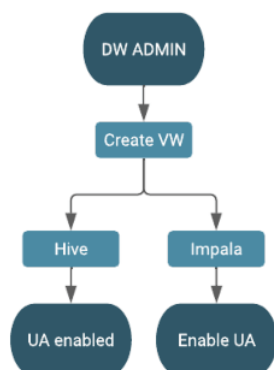 DW ADMIN
Create VW
Hive
Impala
UA enabled
Enable UA